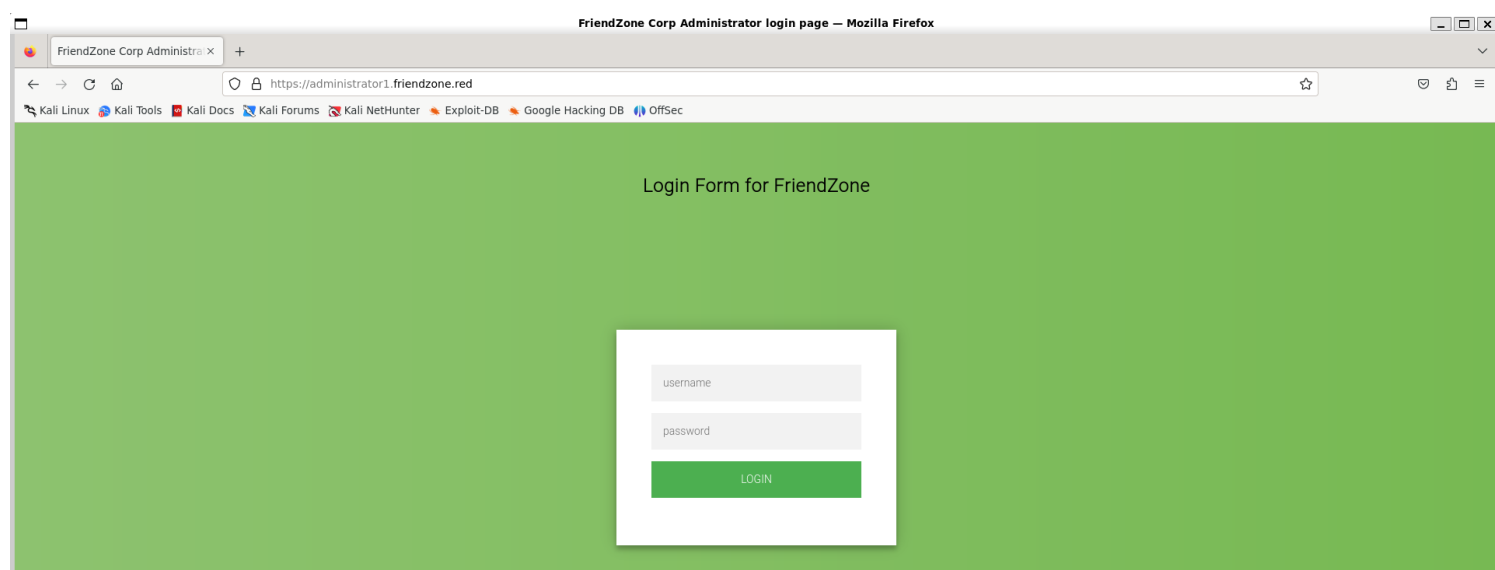 FriendZone Corp Administrator login page — Mozilla Firefox
FriendZone Corp Administra
https://administrator1.friendzone.red
Kali Linux Kali Tools Kali Docs Kali Forums Kali NetHunter Exploit-DB Google Hacking DB OffSec
Login Form for FriendZone
username
password
LOGIN